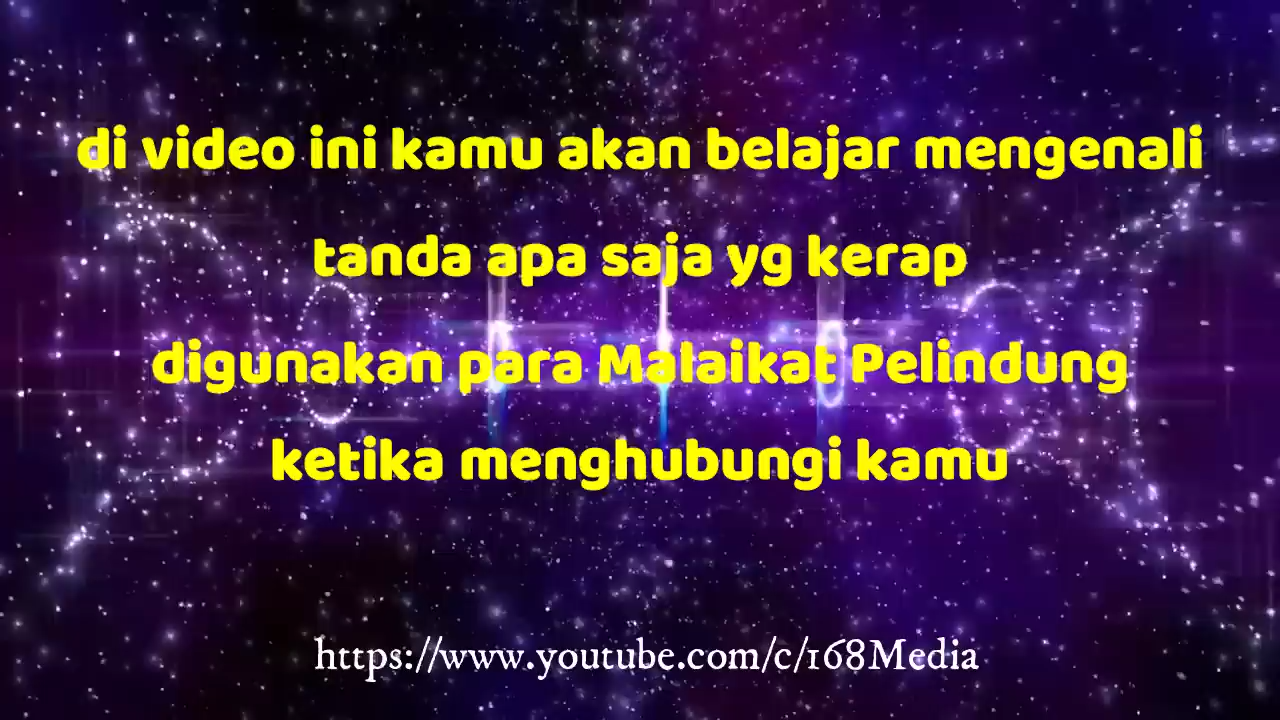 di video ini kamu akan belajar mengenali
tanda apa saja yg kerap
digunakan para Malaikat Pelindung
ketika menghubungi kamu
https://www.youtube.com/c/168Media